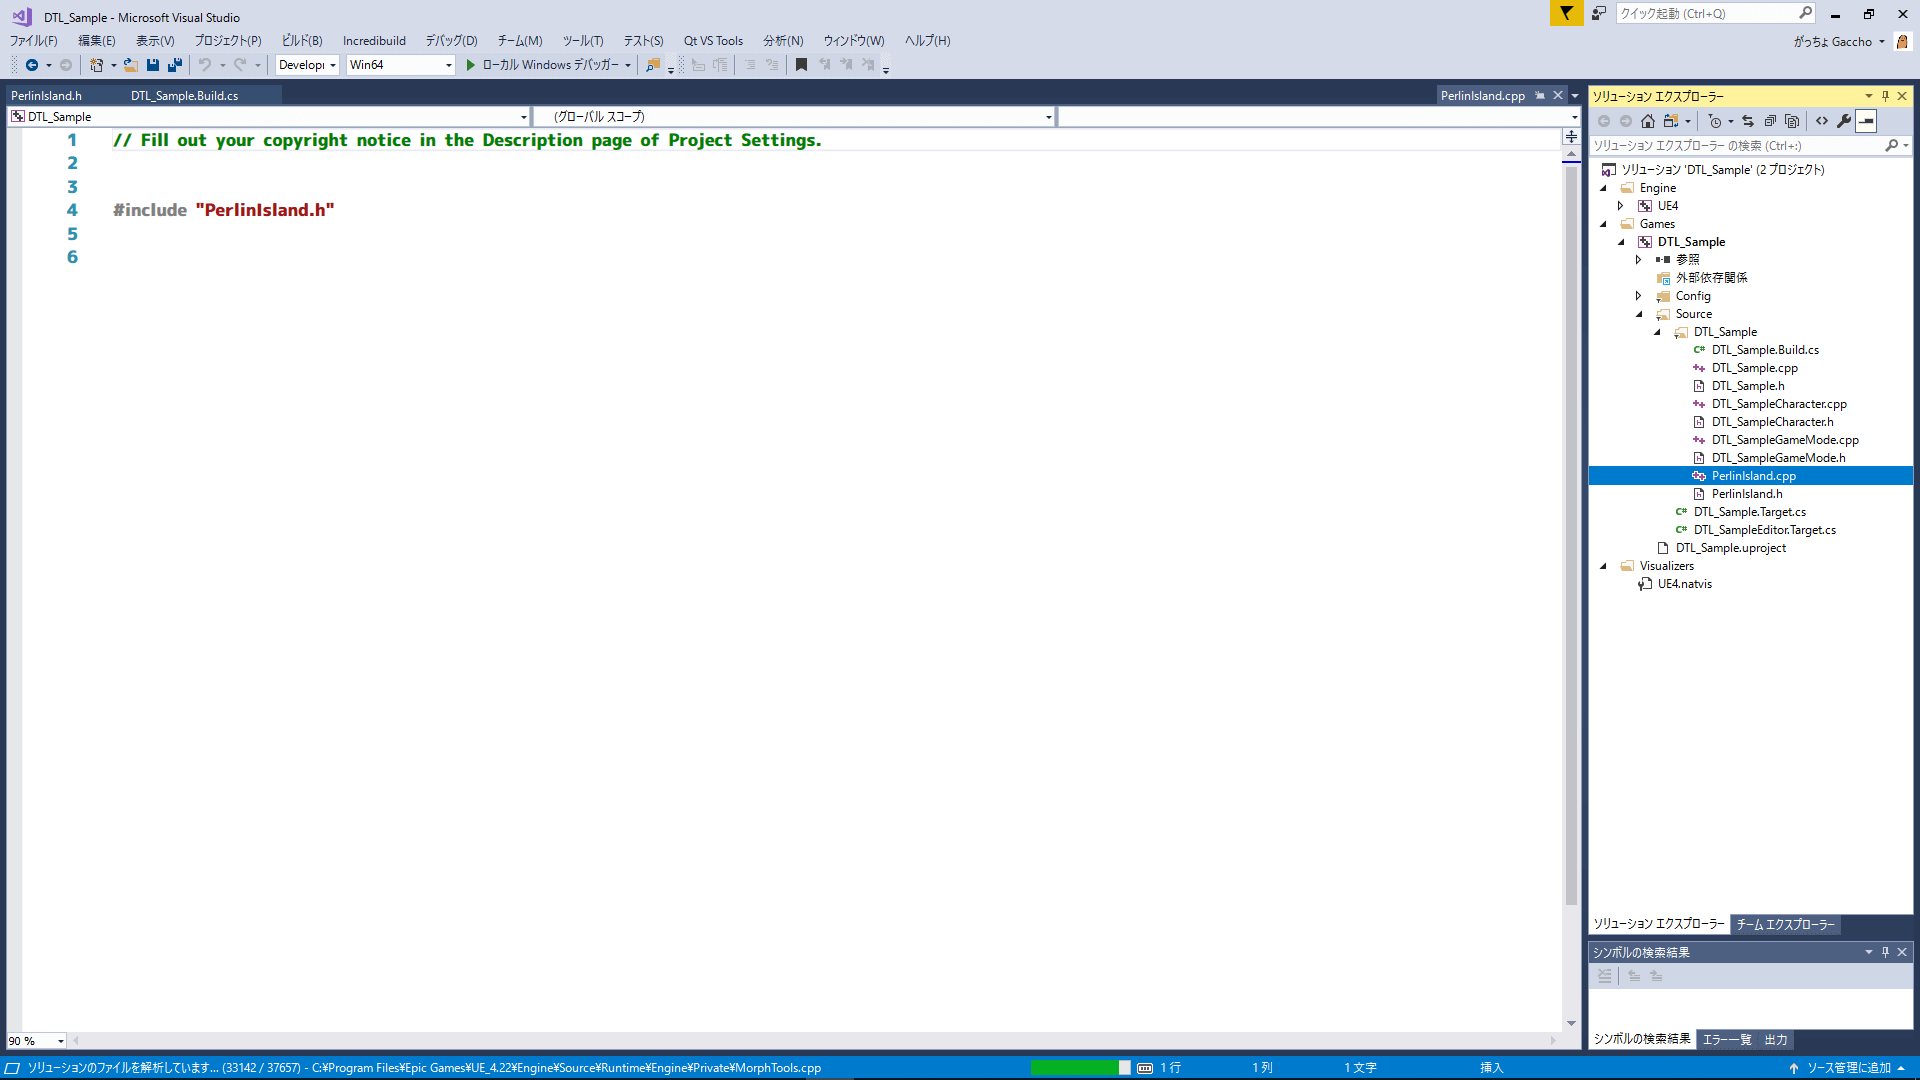 DTL_Sample - Microsoft Visual Studio
クイック起動 (Ctrl+Q)
ファイル(F) 編集(E) 表示(V) プロジェクト(P) ビルド(B) Incredibuild デバッグ(D) チーム(M) ツール(T) テスト(S) Qt VS Tools 分析(N) ウィンドウ(W) ヘルプ(H)
がっちょ Gaccho
Develop Win64 ローカル Windows デバッガー
PerlinIsland.h DTL_Sample.Build.cs PerlinIsland.cpp
DTL_Sample (グローバル スコープ)
1 // Fill out your copyright notice in the Description page of Project Settings.
2
3
4 #include "PerlinIsland.h"
5
6
ソリューション エクスプローラー
ソリューション エクスプローラー の検索 (Ctrl+:)
ソリューション 'DTL_Sample' (2 プロジェクト)
Engine
UE4
Games
DTL_Sample
参照
外部依存関係
Config
Source
DTL_Sample
C# DTL_Sample.Build.cs
DTL_Sample.cpp
DTL_Sample.h
DTL_SampleCharacter.cpp
DTL_SampleCharacter.h
DTL_SampleGameMode.cpp
DTL_SampleGameMode.h
PerlinIsland.cpp
PerlinIsland.h
C# DTL_Sample.Target.cs
C# DTL_SampleEditor.Target.cs
DTL_Sample.uproject
Visualizers
UE4.natvis
ソリューション エクスプローラー チーム エクスプローラー
シンボルの検索結果
シンボルの検索結果 エラー一覧 出力
90 %
ソリューションのファイルを解析しています... (33142 / 37657) - C:¥Program Files¥Epic Games¥UE_4.22¥Engine¥Source¥Runtime¥Engine¥Private¥MorphTools.cpp
1 行 1 列 1 文字 挿入 ソース管理に追加